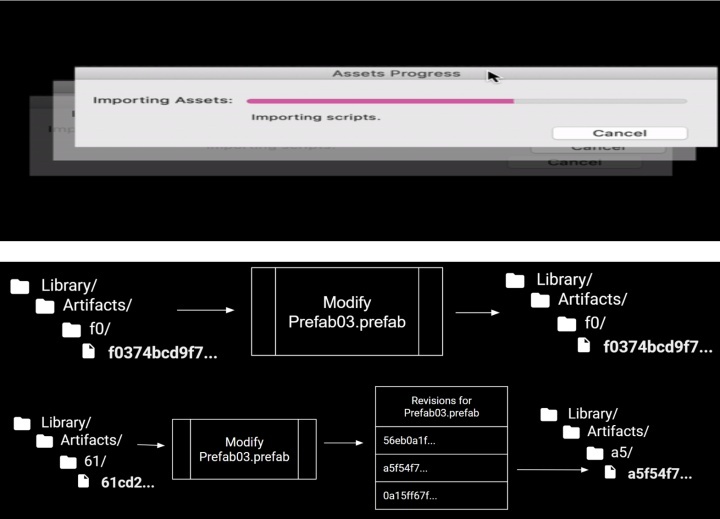 Assets Progress
Importing Assets:
Importing scripts.
Cancel
Cancel
Cancel
Library/
Artifacts/
f0/
f0374bcd9f7...
Modify
Prefab03.prefab
Library/
Artifacts/
f0/
f0374bcd9f7...
Library/
Artifacts/
61/
61cd2...
Modify
Prefab03.prefab
Revisions for
Prefab03.prefab
56eb0a1f...
a5f54f7...
0a15ff67f...
Library/
Artifacts/
a5/
a5f54f7...